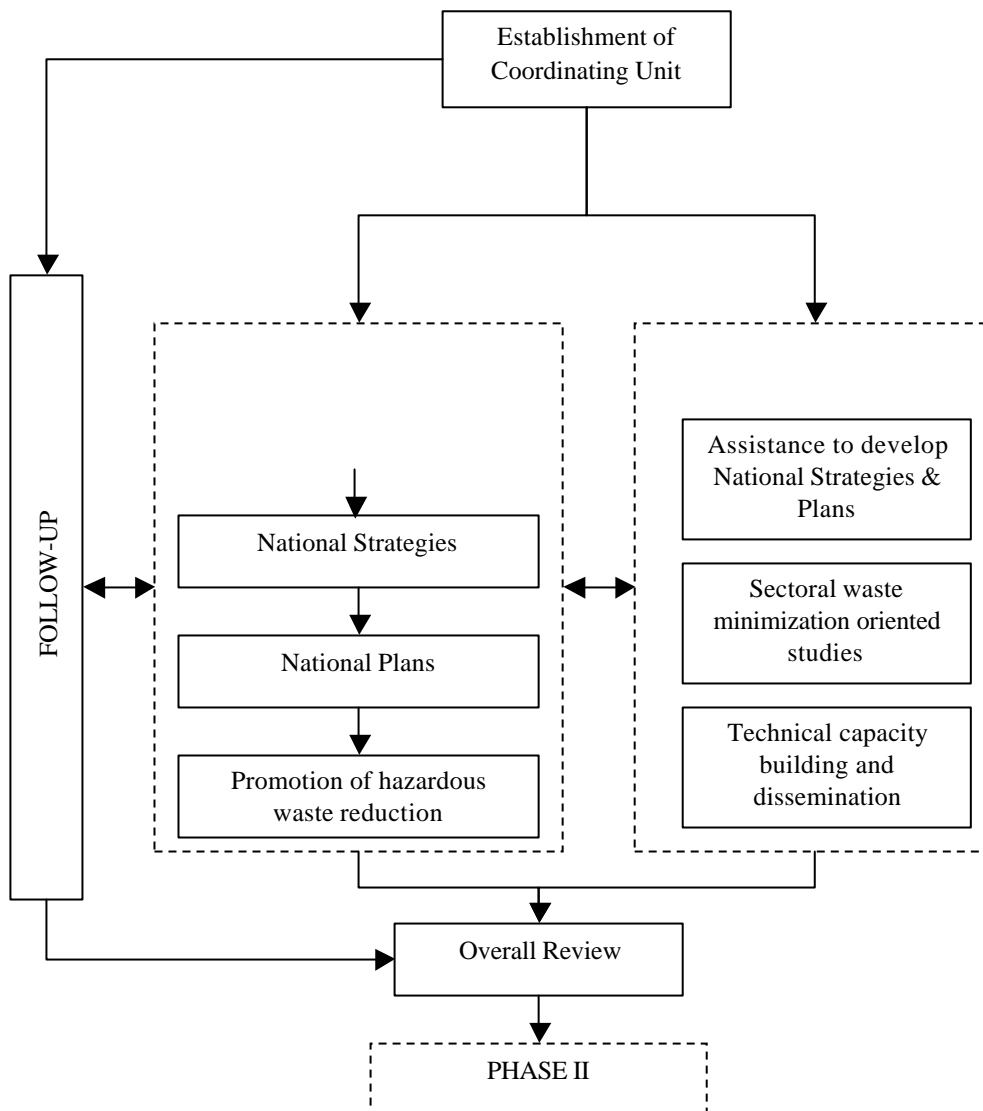 Establishment of
Coordinating Unit
FOLLOW-UP
National Strategies
National Plans
Promotion of hazardous
waste reduction
Assistance to develop
National Strategies &
Plans
Sectoral waste
minimization oriented
studies
Technical capacity
building and
dissemination
Overall Review
PHASE II